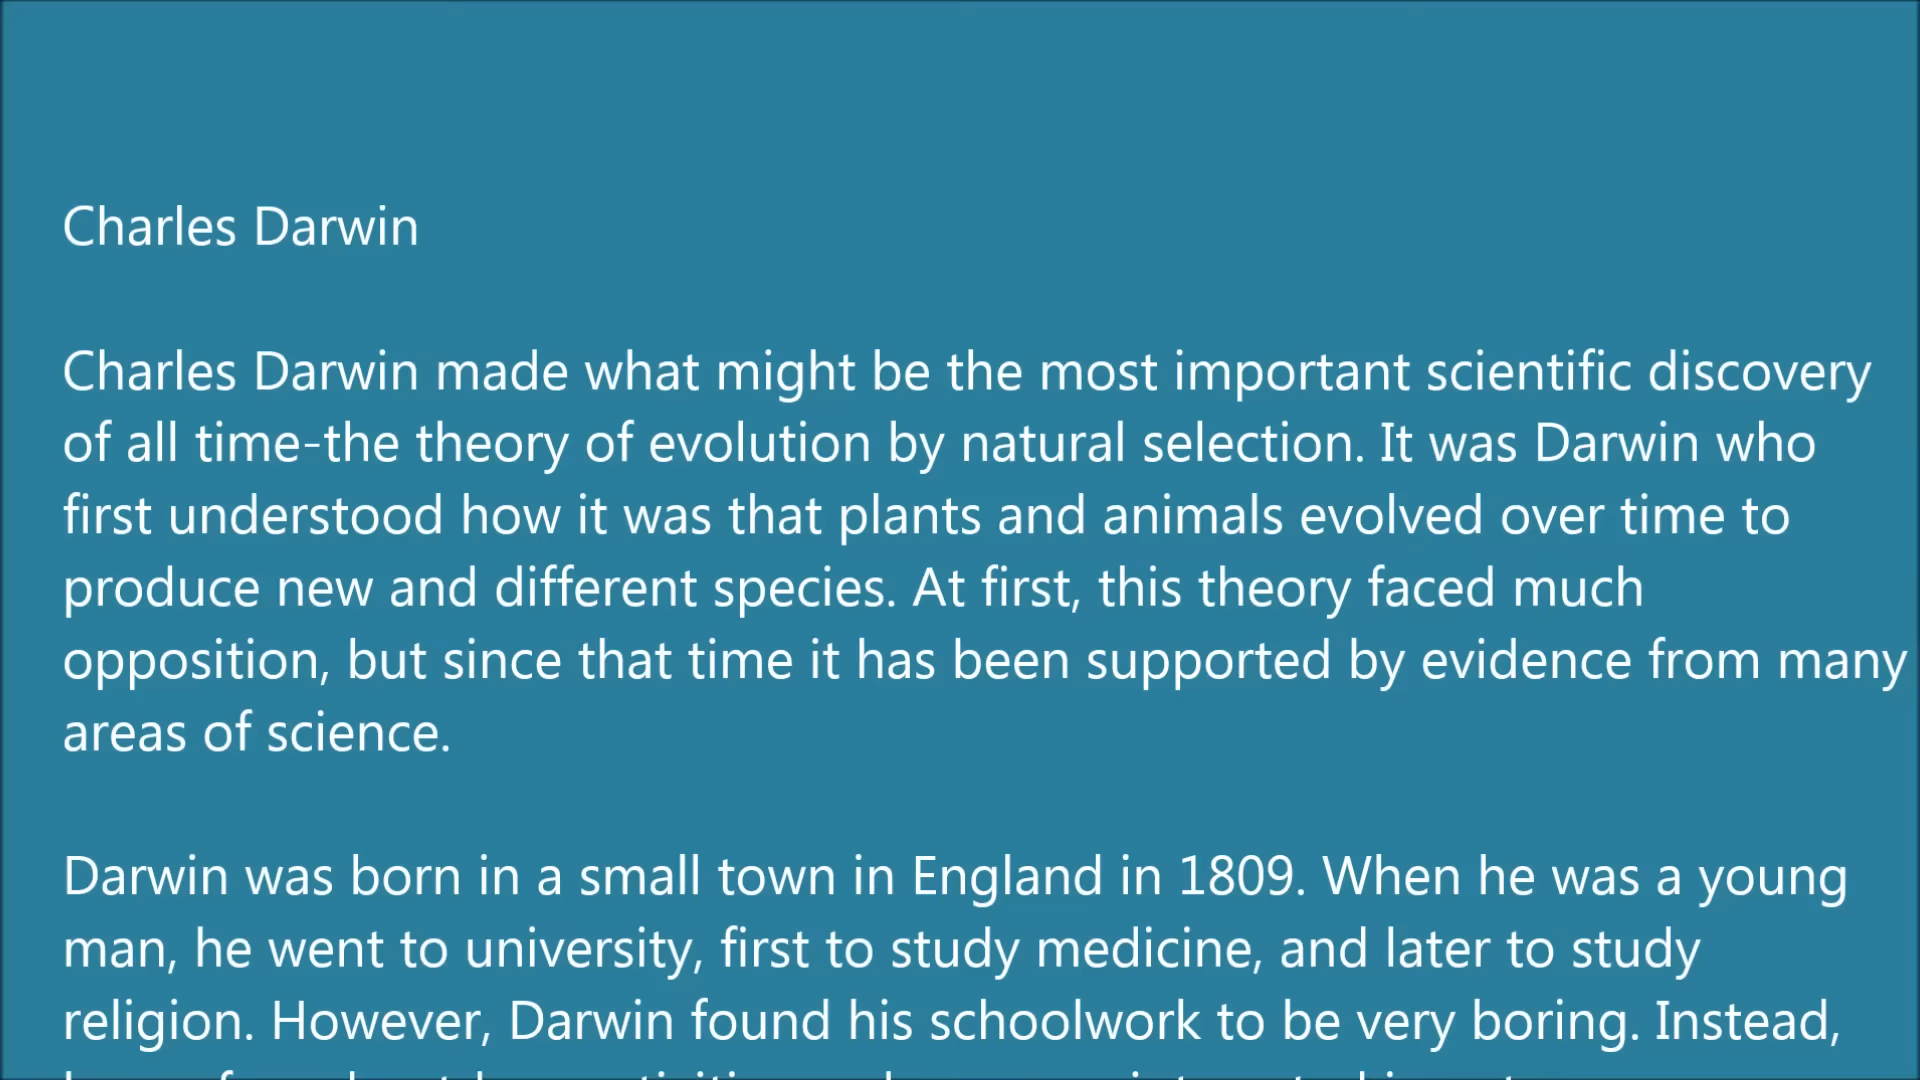 Charles Darwin
Charles Darwin made what might be the most important scientific discovery
of all time-the theory of evolution by natural selection. It was Darwin who
first understood how it was that plants and animals evolved over time to
produce new and different species. At first, this theory faced much
opposition, but since that time it has been supported by evidence from many
areas of science.
Darwin was born in a small town in England in 1809. When he was a young
man, he went to university, first to study medicine, and later to study
religion. However, Darwin found his schoolwork to be very boring. Instead,